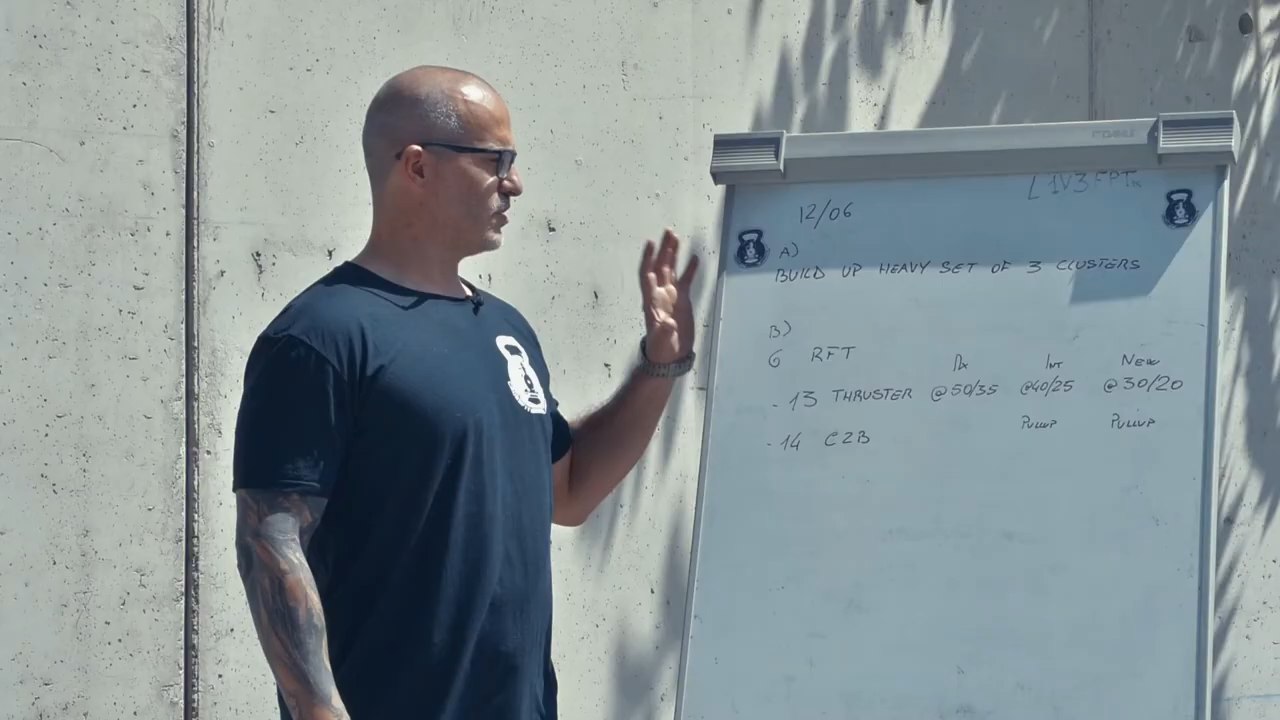 12/06
A)
BUILD UP HEAVY SET OF 3 CLUSTERS
B)
6 RFT Rx INT NEW
- 13 THRUSTER @50/35 @40/25 @30/20
- 14 C2B PULLUP PULLUP